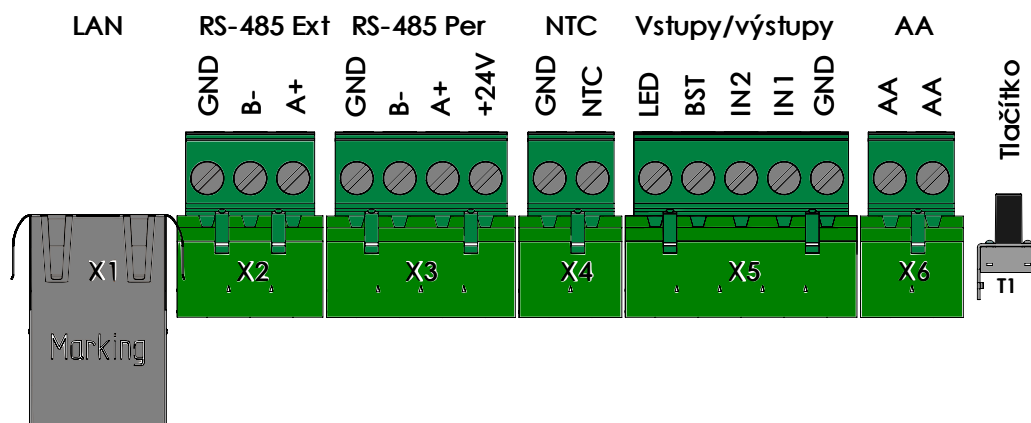 LAN RS-485 Ext RS-485 Per NTC Vstupy/výstupy AA
GND B- A+ GND B- A+ +24V GND NTC LED BST IN2 IN1 GND AA AA Tlačítko
X1 X2 X3 X4 X5 X6 T1
Marking